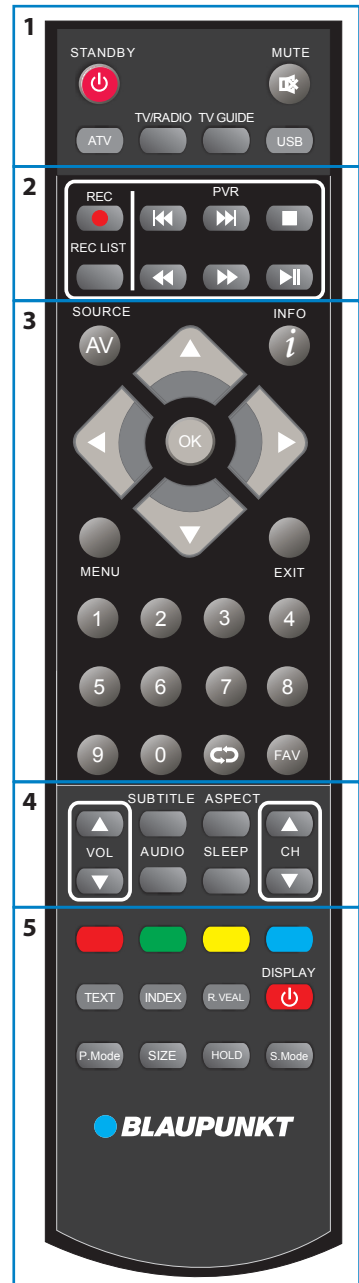 1
STANDBY MUTE
TV/RADIO TV GUIDE
ATV USB
2
REC PVR
REC LIST
3
SOURCE INFO
AV i
OK
MENU EXIT
1 2 3 4
5 6 7 8
9 0 FAV
4
SUBTITLE ASPECT
VOL AUDIO SLEEP CH
5
DISPLAY
TEXT INDEX R.VEAL
P.Mode SIZE HOLD S.Mode
BLAUPUNKT